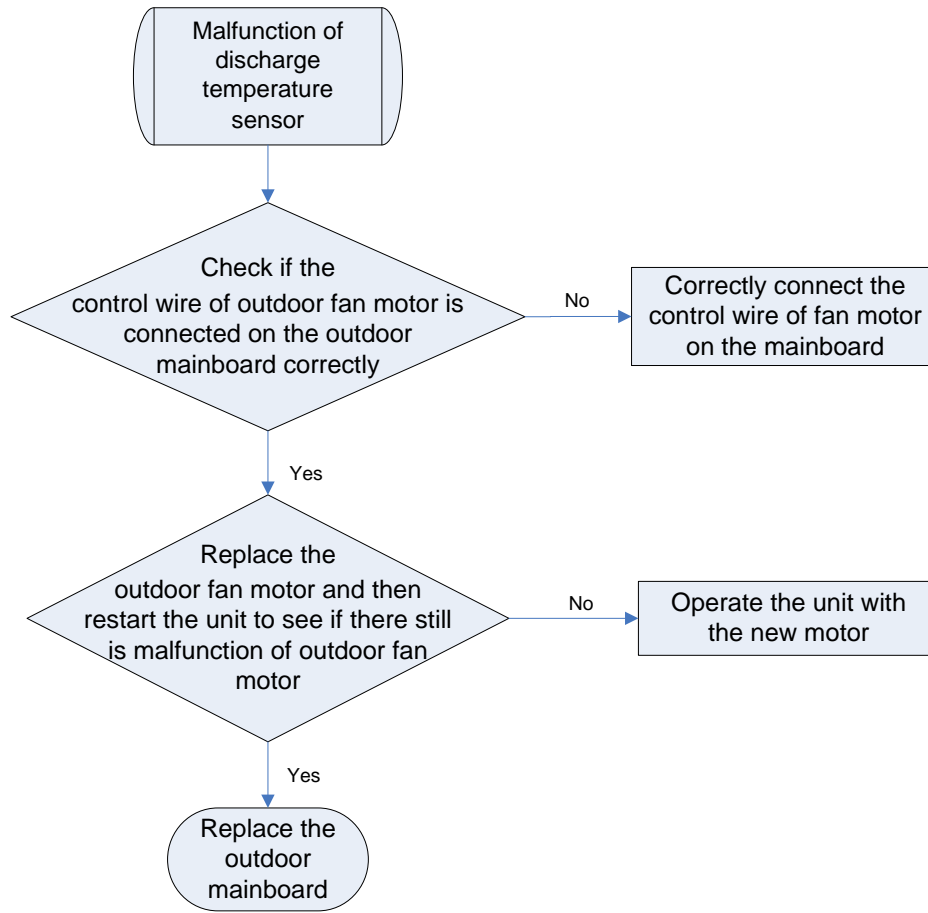 Malfunction of
discharge
temperature
sensor
Check if the
control wire of outdoor fan motor is
connected on the outdoor
mainboard correctly
No
Correctly connect the
control wire of fan motor
on the mainboard
Yes
Replace the
outdoor fan motor and then
restart the unit to see if there still
is malfunction of outdoor fan
motor
No
Operate the unit with
the new motor
Yes
Replace the
outdoor
mainboard